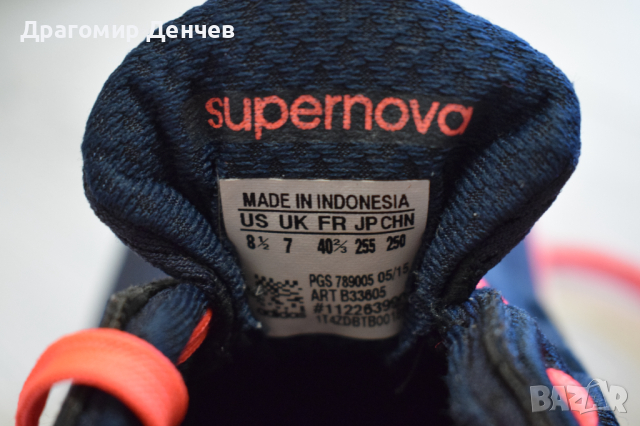 Драгомир Денчев
supernova
MADE IN INDONESIA
US UK FR JP CHN
8½ 7 40⅔ 255 250
PGS 789005 05/15
ART B33605
bazar